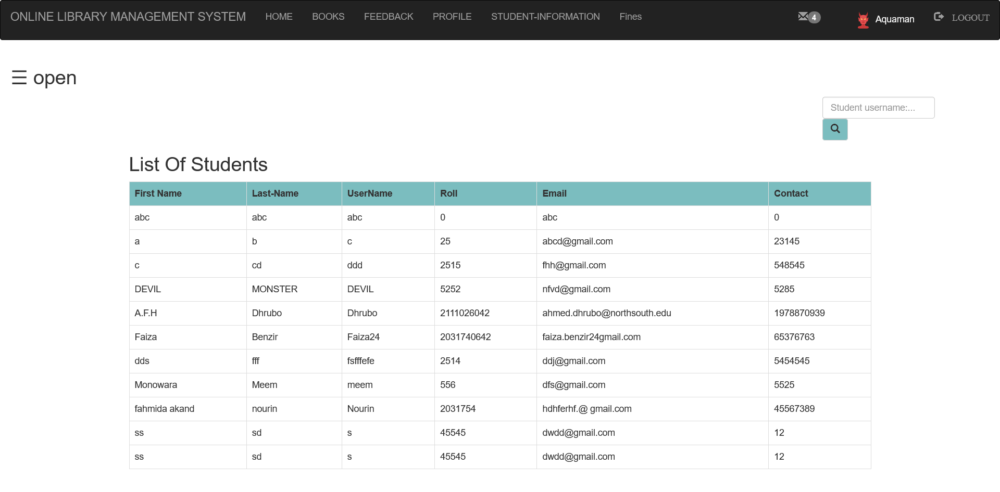 ONLINE LIBRARY MANAGEMENT SYSTEM HOME BOOKS FEEDBACK PROFILE STUDENT-INFORMATION Fines 4 Aquaman LOGOUT
☰ open
Student username:...
List Of Students
First Name Last-Name UserName Roll Email Contact
abc abc abc 0 abc 0
a b c 25 abcd@gmail.com 23145
c cd ddd 2515 fhh@gmail.com 548545
DEVIL MONSTER DEVIL 5252 nfvd@gmail.com 5285
A.F.H Dhrubo Dhrubo 2111026042 ahmed.dhrubo@northsouth.edu 1978870939
Faiza Benzir Faiza24 2031740642 faiza.benzir24gmail.com 65376763
dds fff fsfffefe 2514 ddj@gmail.com 5454545
Monowara Meem meem 556 dfs@gmail.com 5525
fahmida akand nourin Nourin 2031754 hdhferhf.@ gmail.com 45567389
ss sd s 45545 dwdd@gmail.com 12
ss sd s 45545 dwdd@gmail.com 12